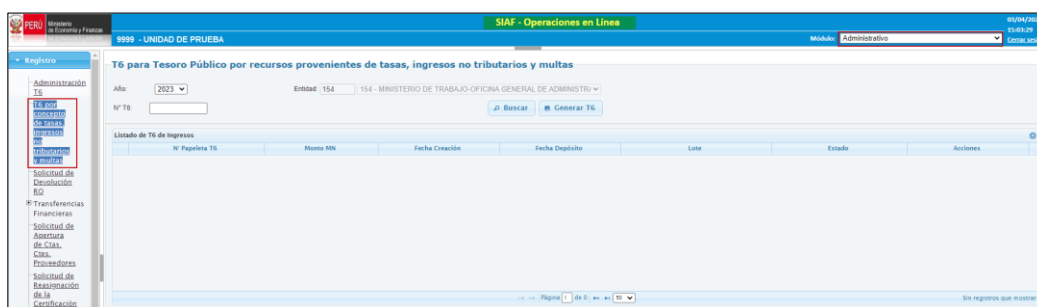 PERÚ Ministerio
de Economía y Finanzas
SIAF - Operaciones en Línea
03/04/202
15:03:29
9999 - UNIDAD DE PRUEBA
Módulo: Administrativo
Cerrar ses
Registro
Administración
T6
T6 por
concepto
de tasas,
ingresos
no
tributarios
y multas
Solicitud de
Devolución
RO
Transferencias
Financieras
Solicitud de
Apertura
de Ctas.
Ctes.
Proveedores
Solicitud de
Reasignación
de la
Certificación
T6 para Tesoro Público por recursos provenientes de tasas, ingresos no tributarios y multas
Año: 2023 Entidad: 154 154 - MINISTERIO DE TRABAJO-OFICINA GENERAL DE ADMINISTRA
N° T6: Buscar Generar T6
Listado de T6 de Ingresos
N° Papeleta T6 Monto MN Fecha Creación Fecha Depósito Lote Estado Acciones
Página 1 de 0 10 Sin registros que mostrar